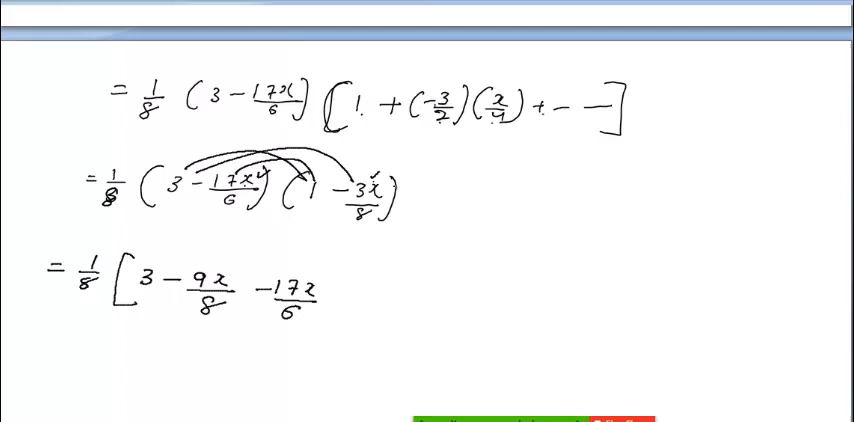 = 1/8 (3 - 17x/6) [1 + (-3/2)(x/4) + - - ]
= 1/8 (3 - 17x/6) (1 - 3x/8)
= 1/8 [3 - 9x/8 - 17x/6